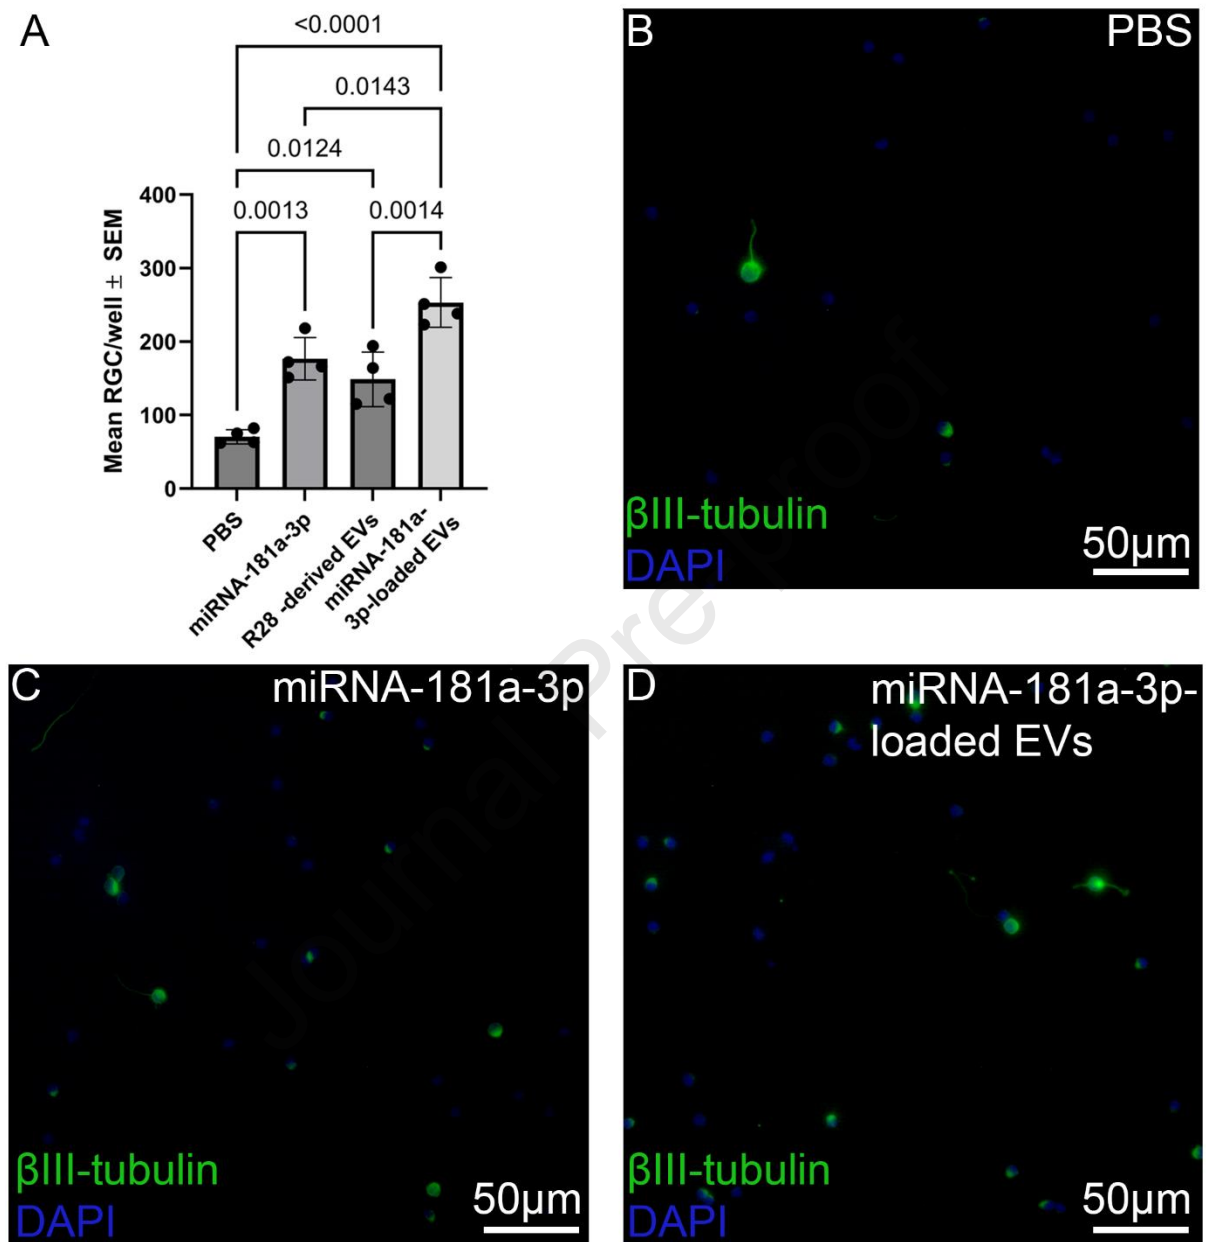 A
<0.0001
0.0143
0.0124
0.0013
0.0014
400
300
200
100
0
Mean RGC/well ± SEM
PBS
miRNA-181a-3p
R28 -derived EVs
miRNA-181a-
3p-loaded EVs
B
PBS
βIII-tubulin
DAPI
50µm
C
miRNA-181a-3p
βIII-tubulin
DAPI
50µm
D
miRNA-181a-3p-
loaded EVs
βIII-tubulin
DAPI
50µm
Journal Pre-proof